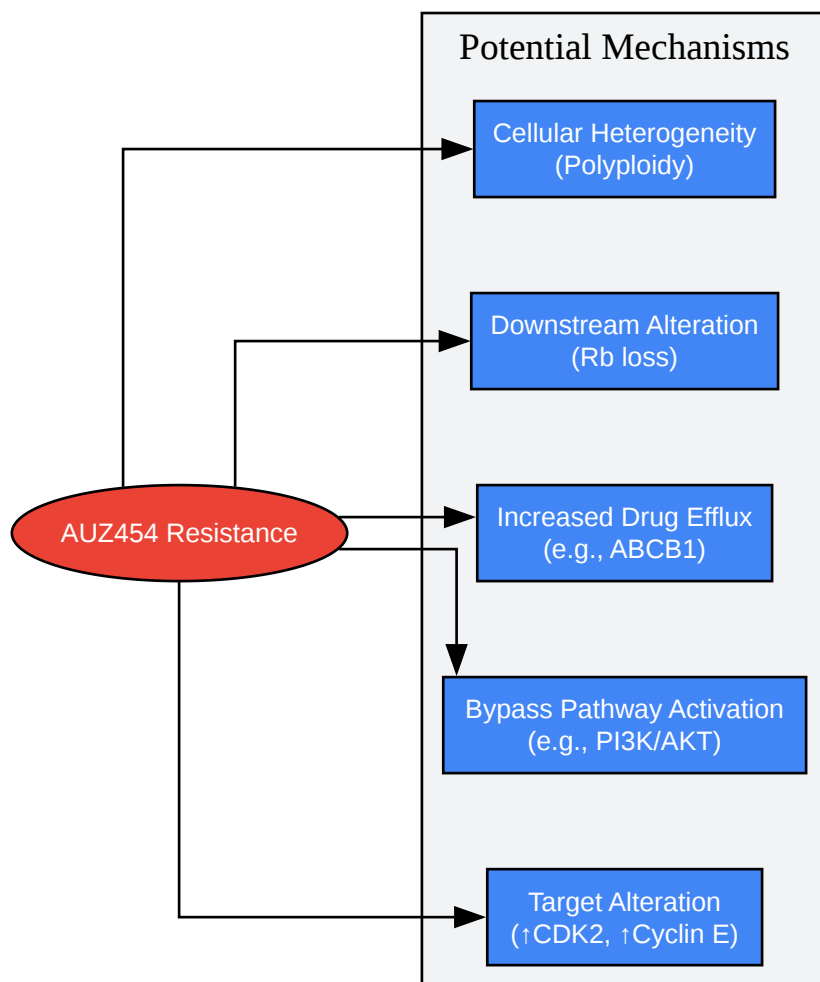 Potential Mechanisms
Cellular Heterogeneity
(Polyploidy)
Downstream Alteration
(Rb loss)
AUZ454 Resistance
Increased Drug Efflux
(e.g., ABCB1)
Bypass Pathway Activation
(e.g., PI3K/AKT)
Target Alteration
(↑CDK2, ↑Cyclin E)